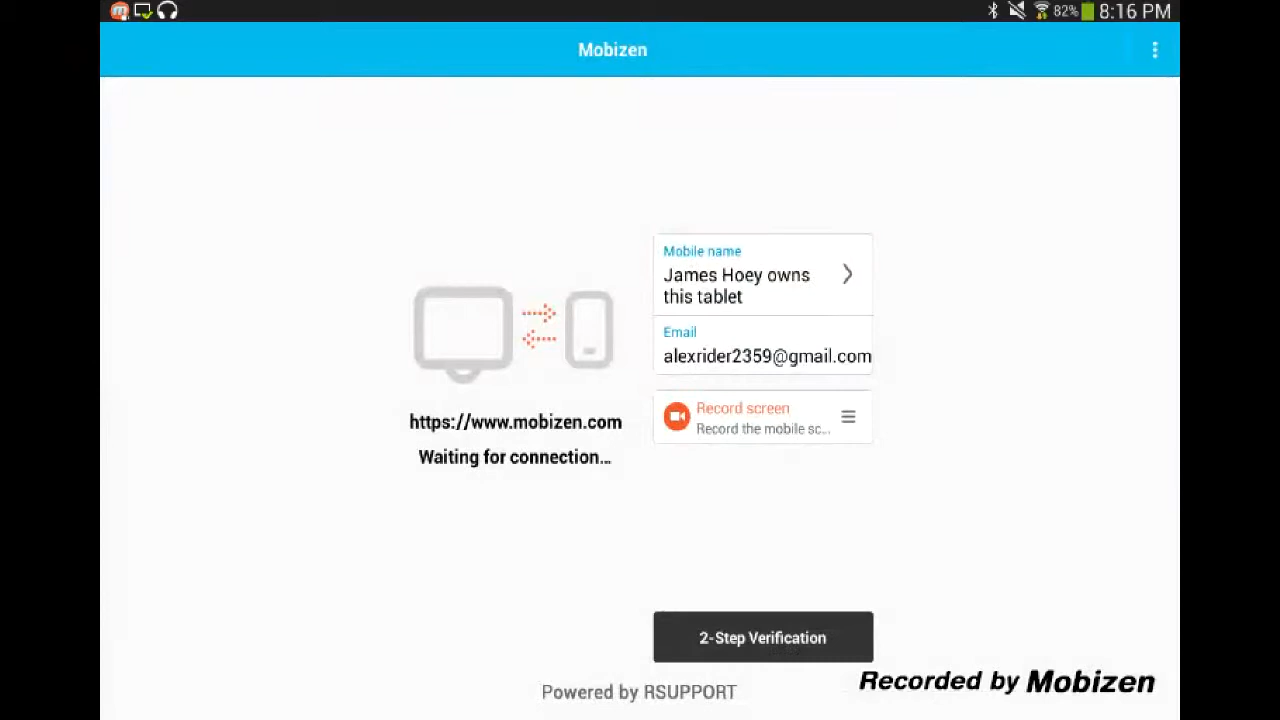 82% 8:16 PM
Mobizen
Mobile name
James Hoey owns
this tablet
Email
alexrider2359@gmail.com
Record screen
Record the mobile sc...
https://www.mobizen.com
Waiting for connection...
2-Step Verification
Powered by RSUPPORT
Recorded by Mobizen